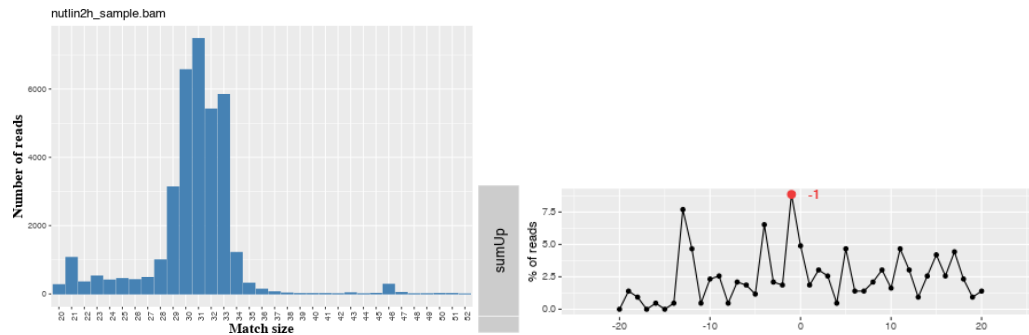 nutlin2h_sample.bam
Number of reads
6000
4000
2000
0
20 21 22 23 24 25 26 27 28 29 30 31 32 33 34 35 36 37 38 39 40 41 42 43 44 45 46 47 48 49 50 51 52
Match size
sumUp
% of reads
7.5
5.0
2.5
0.0
-1
-20 -10 0 10 20